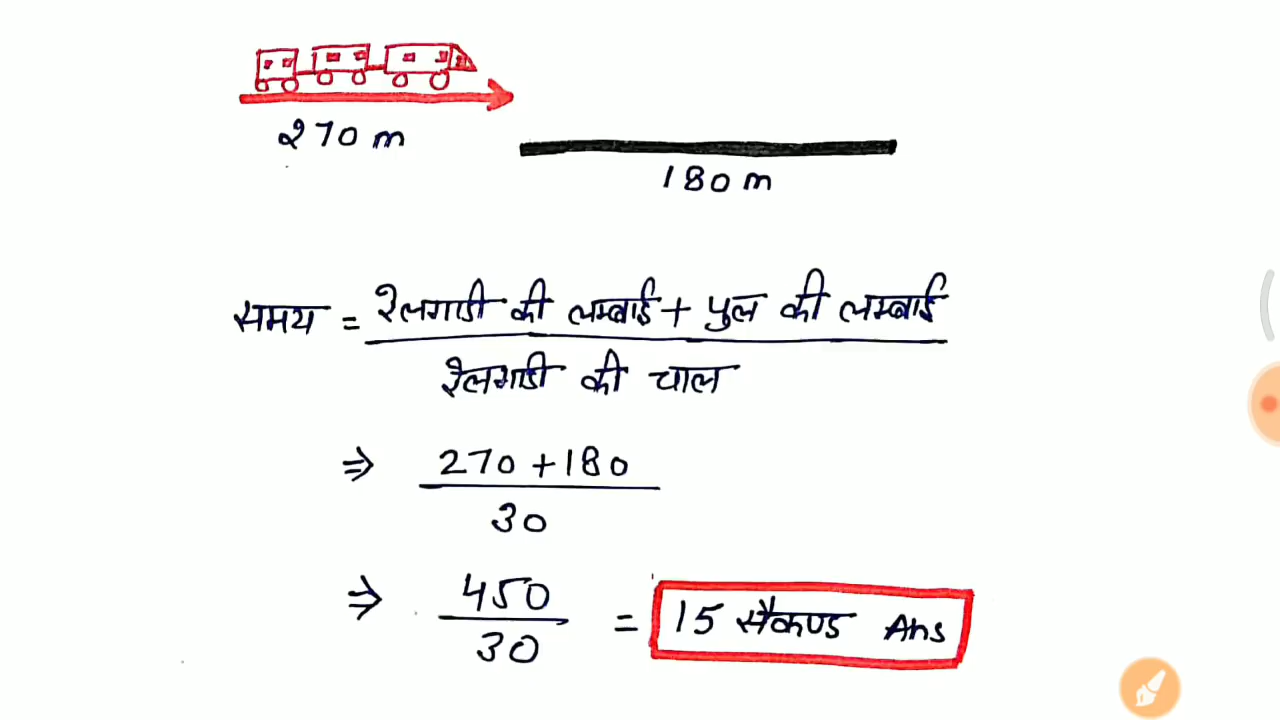 270 m
180 m
समय = रेलगाडी की लम्बाई + पुल की लम्बाई
रेलगाडी की चाल
⇒ 270 + 180
30
⇒ 450
30
= 15 सैकण्ड Ans